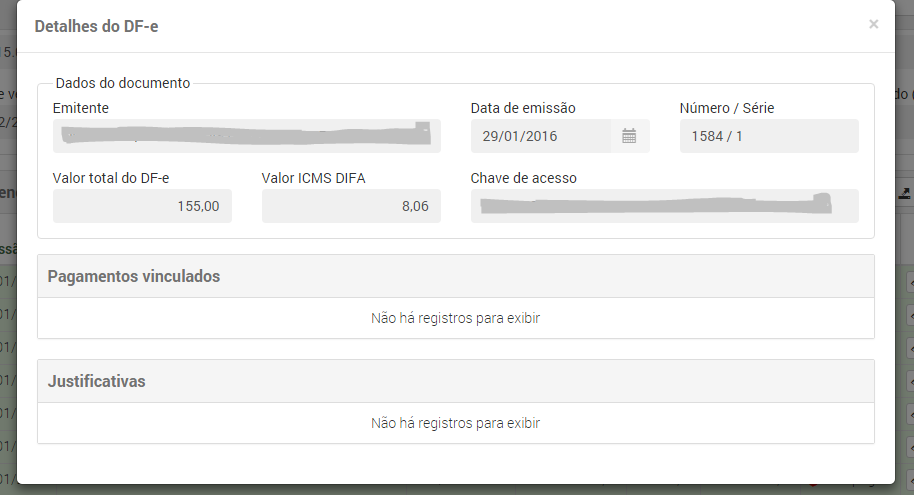 Detalhes do DF-e ×
Dados do documento
Emitente Data de emissão Número / Série
29/01/2016 1584 / 1
Valor total do DF-e Valor ICMS DIFA Chave de acesso
155,00 8,06
Pagamentos vinculados
Não há registros para exibir
Justificativas
Não há registros para exibir